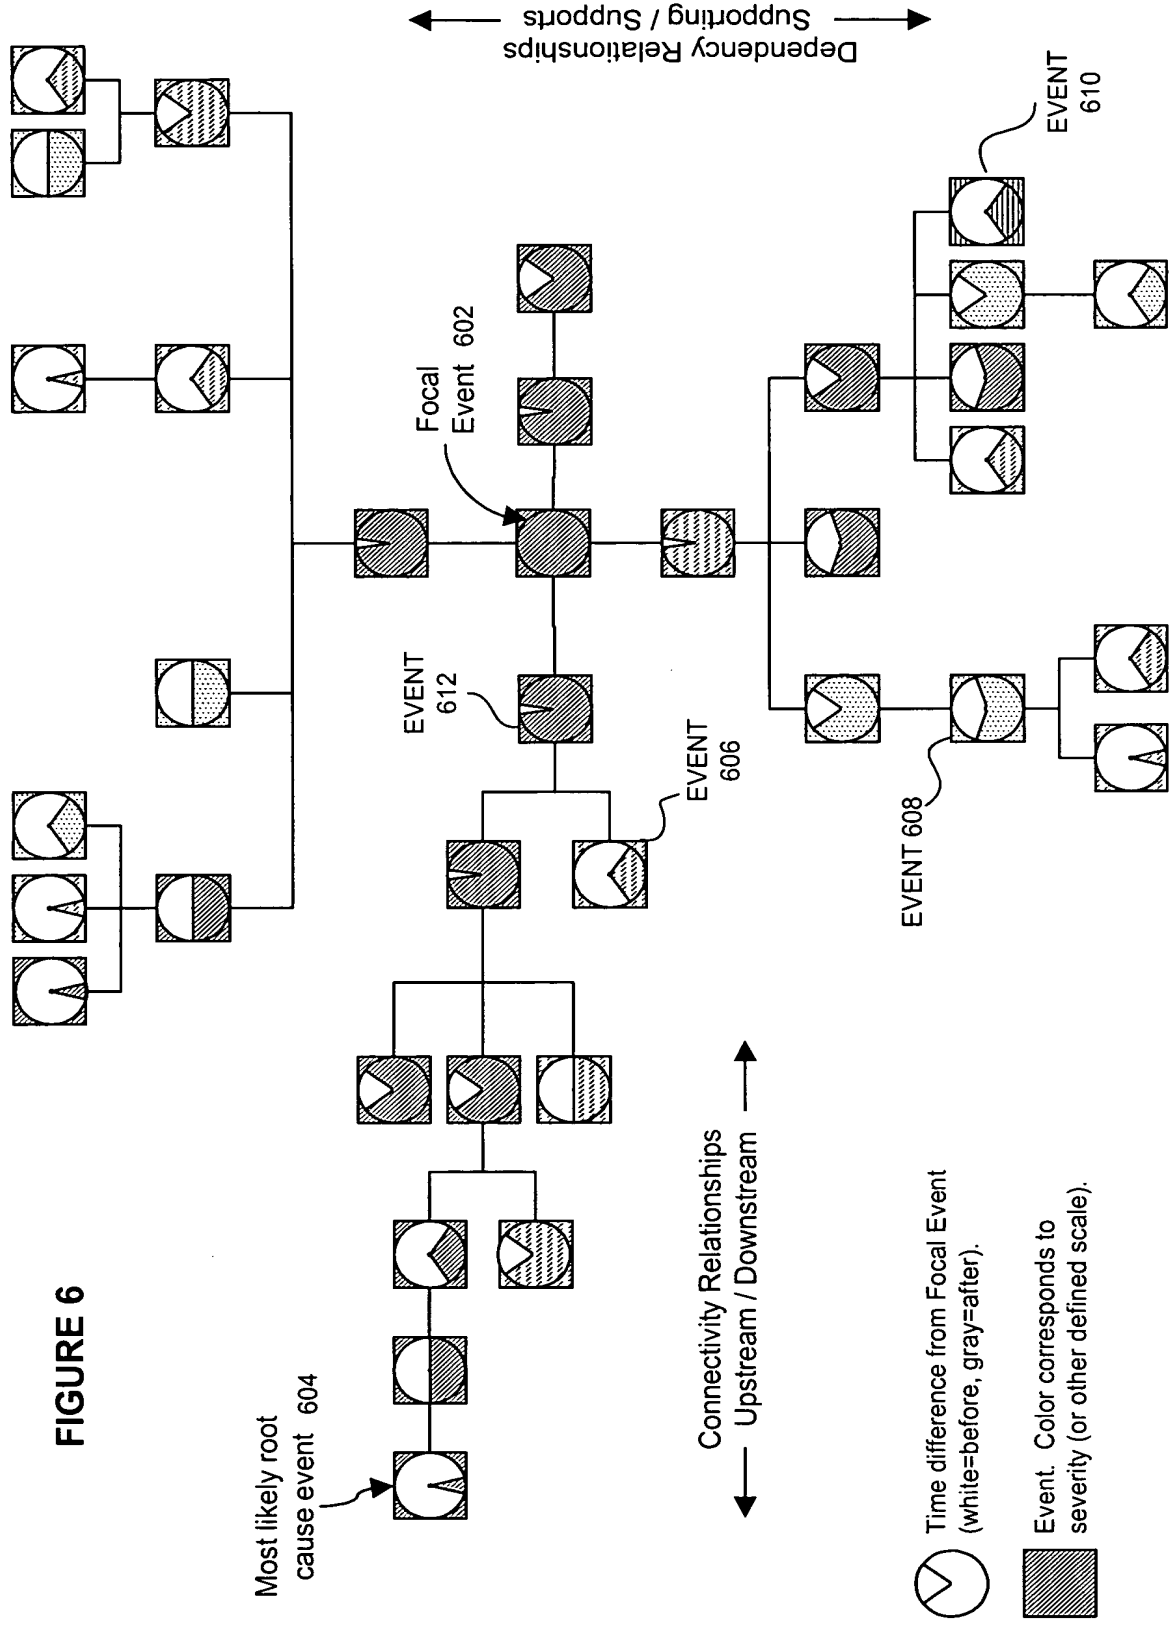 FIGURE 6
Most likely root
cause event 604
Focal
Event 602
EVENT
612
EVENT
606
EVENT 608
EVENT
610
Connectivity Relationships
Upstream / Downstream
Dependency Relationships
Supporting / Supports
Time difference from Focal Event
(white=before, gray=after).
Event. Color corresponds to
severity (or other defined scale).